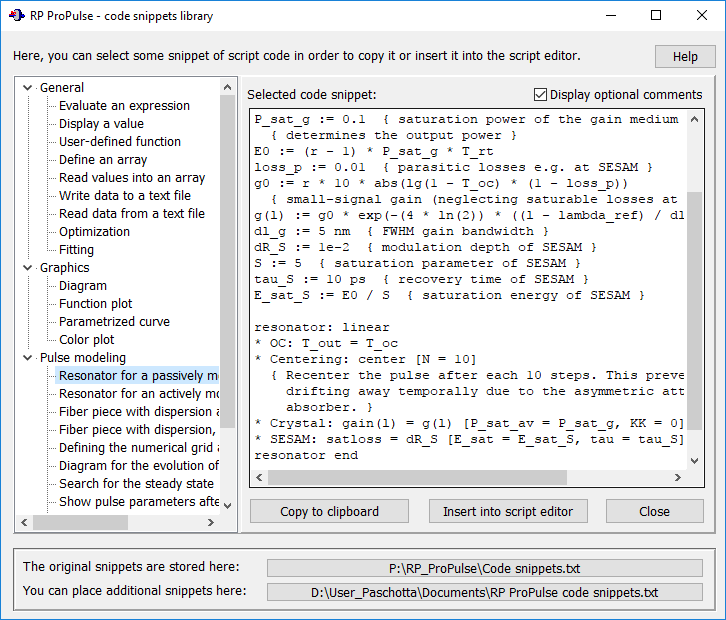 RP ProPulse - code snippets library
Here, you can select some snippet of script code in order to copy it or insert it into the script editor.
Help
General
Evaluate an expression
Display a value
User-defined function
Define an array
Read values into an array
Write data to a text file
Read data from a text file
Optimization
Fitting
Graphics
Diagram
Function plot
Parametrized curve
Color plot
Pulse modeling
Resonator for a passively m
Resonator for an actively mo
Fiber piece with dispersion a
Fiber piece with dispersion,
Defining the numerical grid a
Diagram for the evolution of
Search for the steady state
Show pulse parameters afte
Selected code snippet:
Display optional comments
P_sat_g := 0.1  { saturation power of the gain medium
  { determines the output power }
E0 := (r - 1) * P_sat_g * T_rt
loss_p := 0.01  { parasitic losses e.g. at SESAM }
g0 := r * 10 * abs(lg(1 - T_oc) * (1 - loss_p))
  { small-signal gain (neglecting saturable losses at
g(l) := g0 * exp(-(4 * ln(2)) * ((l - lambda_ref) / dl
dl_g := 5 nm  { FWHM gain bandwidth }
dR_S := 1e-2  { modulation depth of SESAM }
S := 5  { saturation parameter of SESAM }
tau_S := 10 ps  { recovery time of SESAM }
E_sat_S := E0 / S  { saturation energy of SESAM }
resonator: linear
* OC: T_out = T_oc
* Centering: center [N = 10]
  { Recenter the pulse after each 10 steps. This preve
    drifting away temporally due to the asymmetric att
    absorber. }
* Crystal: gain(l) = g(l) [P_sat_av = P_sat_g, KK = 0]
* SESAM: satloss = dR_S [E_sat = E_sat_S, tau = tau_S]
resonator end
Copy to clipboard
Insert into script editor
Close
The original snippets are stored here:
P:\RP_ProPulse\Code snippets.txt
You can place additional snippets here:
D:\User_Paschotta\Documents\RP ProPulse code snippets.txt